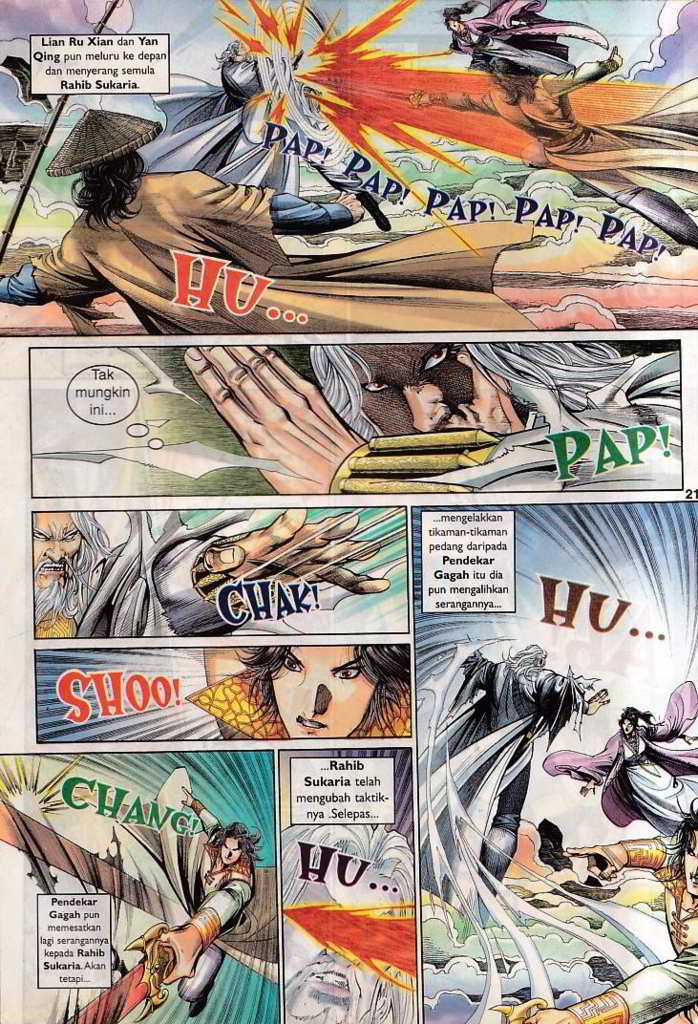 Lian Ru Xian dan Yan
Qing pun meluru ke depan
dan menyerang semula
Rahib Sukaria.
PAP! PAP! PAP! PAP! PAP!
HU...
Tak
mungkin
ini...
PAP!
21
CHAK!
SHOO!
...mengelakkan
tikaman-tikaman
pedang daripada
Pendekar
Gagah itu dia
pun mengalihkan
serangannya...
HU...
CHANG!
Pendekar
Gagah pun
memesatkan
lagi serangannya
kepada Rahib
Sukaria. Akan
tetapi...
...Rahib
Sukaria telah
mengubah taktik-
nya .Selepas...
HU...